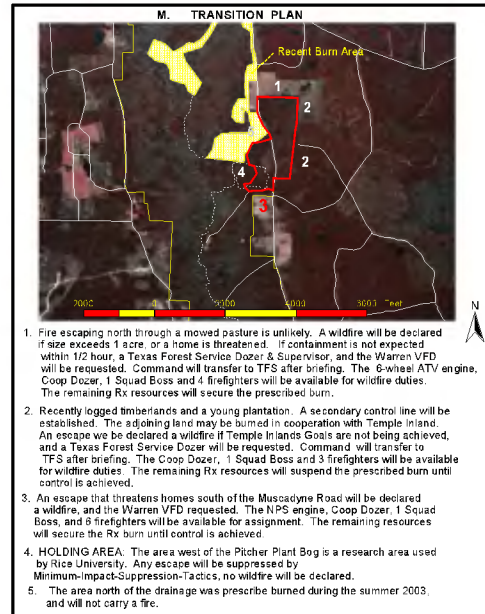 M. TRANSITION PLAN
Recent Burn Area
1
2
2
4
3
2000 0 2000 4000 6000 Feet
N
1. Fire escaping north through a mowed pasture is unlikely. A wildfire will be declared
if size exceeds 1 acre, or a home is threatened. If containment is not expected
within 1/2 hour, a Texas Forest Service Dozer & Supervisor, and the Warren VFD
will be requested. Command will transfer to TFS after briefing. The 6-wheel ATV engine,
Coop Dozer, 1 Squad Boss and 4 firefighters will be available for wildfire duties.
The remaining Rx resources will secure the prescribed burn.
2. Recently logged timberlands and a young plantation. A secondary control line will be
established. The adjoining land may be burned in cooperation with Temple Inland.
An escape we be declared a wildfire if Temple Inlands Goals are not being achieved,
and a Texas Forest Service Dozer will be requested. Command will transfer to
TFS after briefing. The Coop Dozer, 1 Squad Boss and 3 firefighters will be available
for wildfire duties. The remaining Rx resources will suspend the prescribed burn until
control is achieved.
3. An escape that threatens homes south of the Muscadyne Road will be declared
a wildfire, and the Warren VFD requested. The NPS engine, Coop Dozer, 1 Squad
Boss, and 6 firefighters will be available for assignment. The remaining resources
will secure the Rx burn until control is achieved.
4. HOLDING AREA: The area west of the Pitcher Plant Bog is a research area used
by Rice University. Any escape will be suppressed by
Minimum-Impact-Suppression-Tactics, no wildfire will be declared.
5. The area north of the drainage was prescribe burned during the summer 2003,
and will not carry a fire.